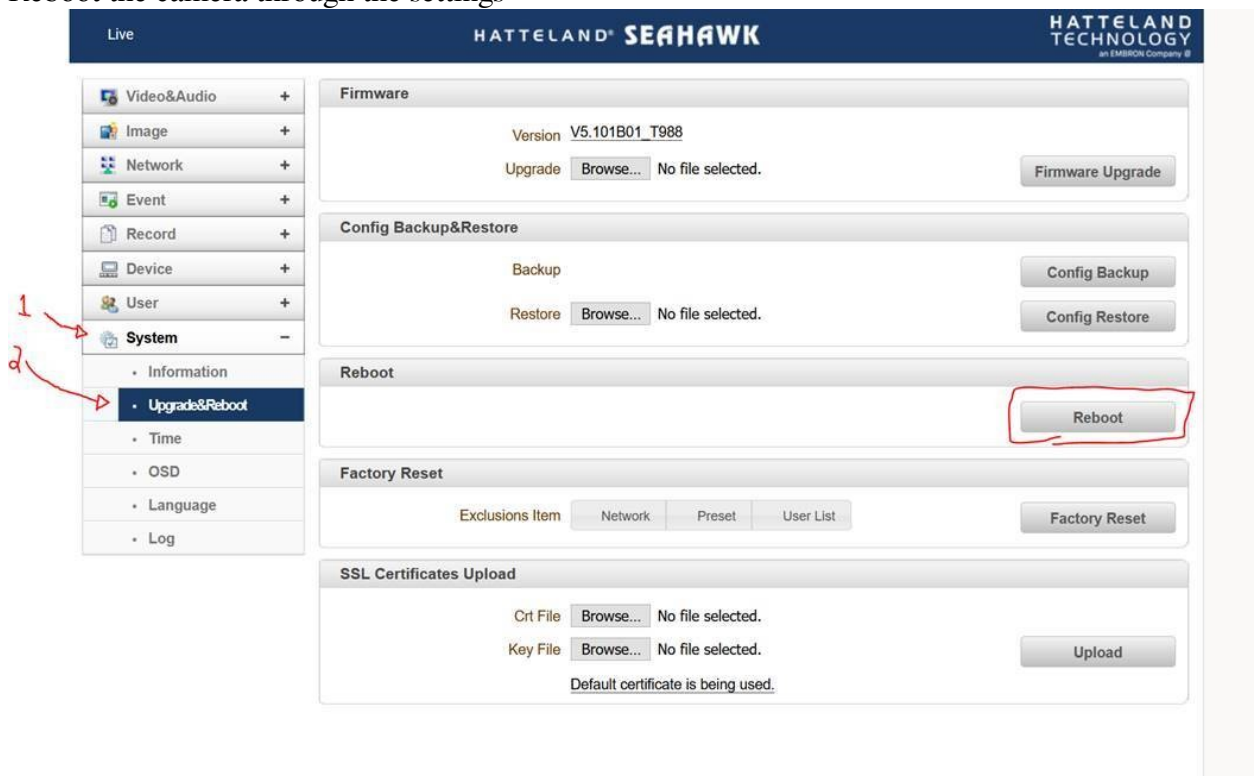 Reboot the camera through the settings
Live
HATTELAND® SEAHAWK
HATTELAND
TECHNOLOGY
an EMBRON Company @
Video&Audio +
Image +
Network +
Event +
Record +
Device +
User +
1
System -
2
• Information
• Upgrade&Reboot
• Time
• OSD
• Language
• Log
Firmware
Version V5.101B01_T988
Upgrade Browse... No file selected. Firmware Upgrade
Config Backup&Restore
Backup Config Backup
Restore Browse... No file selected. Config Restore
Reboot
Reboot
Factory Reset
Exclusions Item Network Preset User List Factory Reset
SSL Certificates Upload
Crt File Browse... No file selected.
Key File Browse... No file selected. Upload
Default certificate is being used.